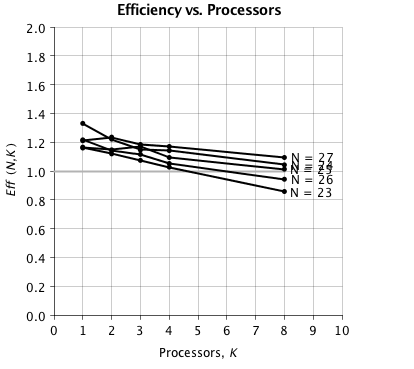 Efficiency vs. Processors
2.0
1.8
1.6
1.4
1.2
1.0
0.8
0.6
0.4
0.2
0.0
Eff (N,K)
N = 27
N = 24
N = 25
N = 26
N = 23
0 1 2 3 4 5 6 7 8 9 10
Processors, K